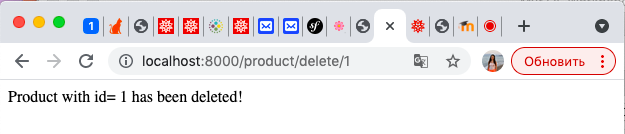 1
localhost:8000/product/delete/1
Обновить
Product with id= 1 has been deleted!